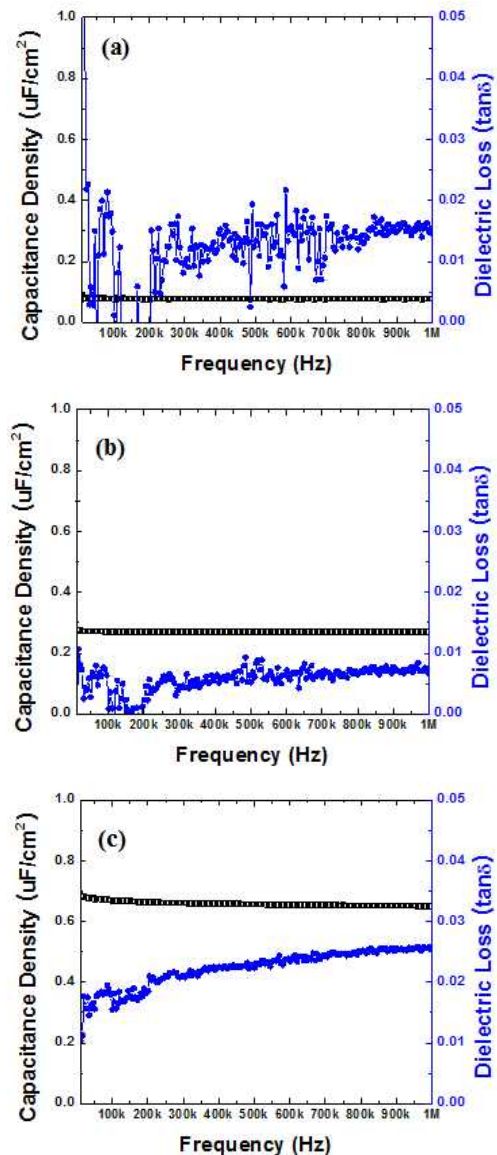 (a)
Capacitance Density (uF/cm²)
1.0
0.8
0.6
0.4
0.2
0.0
Dielectric Loss (tanδ)
0.05
0.04
0.03
0.02
0.01
0.00
100k 200k 300k 400k 500k 600k 700k 800k 900k 1M
Frequency (Hz)
(b)
Capacitance Density (uF/cm²)
1.0
0.8
0.6
0.4
0.2
0.0
Dielectric Loss (tanδ)
0.05
0.04
0.03
0.02
0.01
0.00
100k 200k 300k 400k 500k 600k 700k 800k 900k 1M
Frequency (Hz)
(c)
Capacitance Density (uF/cm²)
1.0
0.8
0.6
0.4
0.2
0.0
Dielectric Loss (tanδ)
0.05
0.04
0.03
0.02
0.01
0.00
100k 200k 300k 400k 500k 600k 700k 800k 900k 1M
Frequency (Hz)